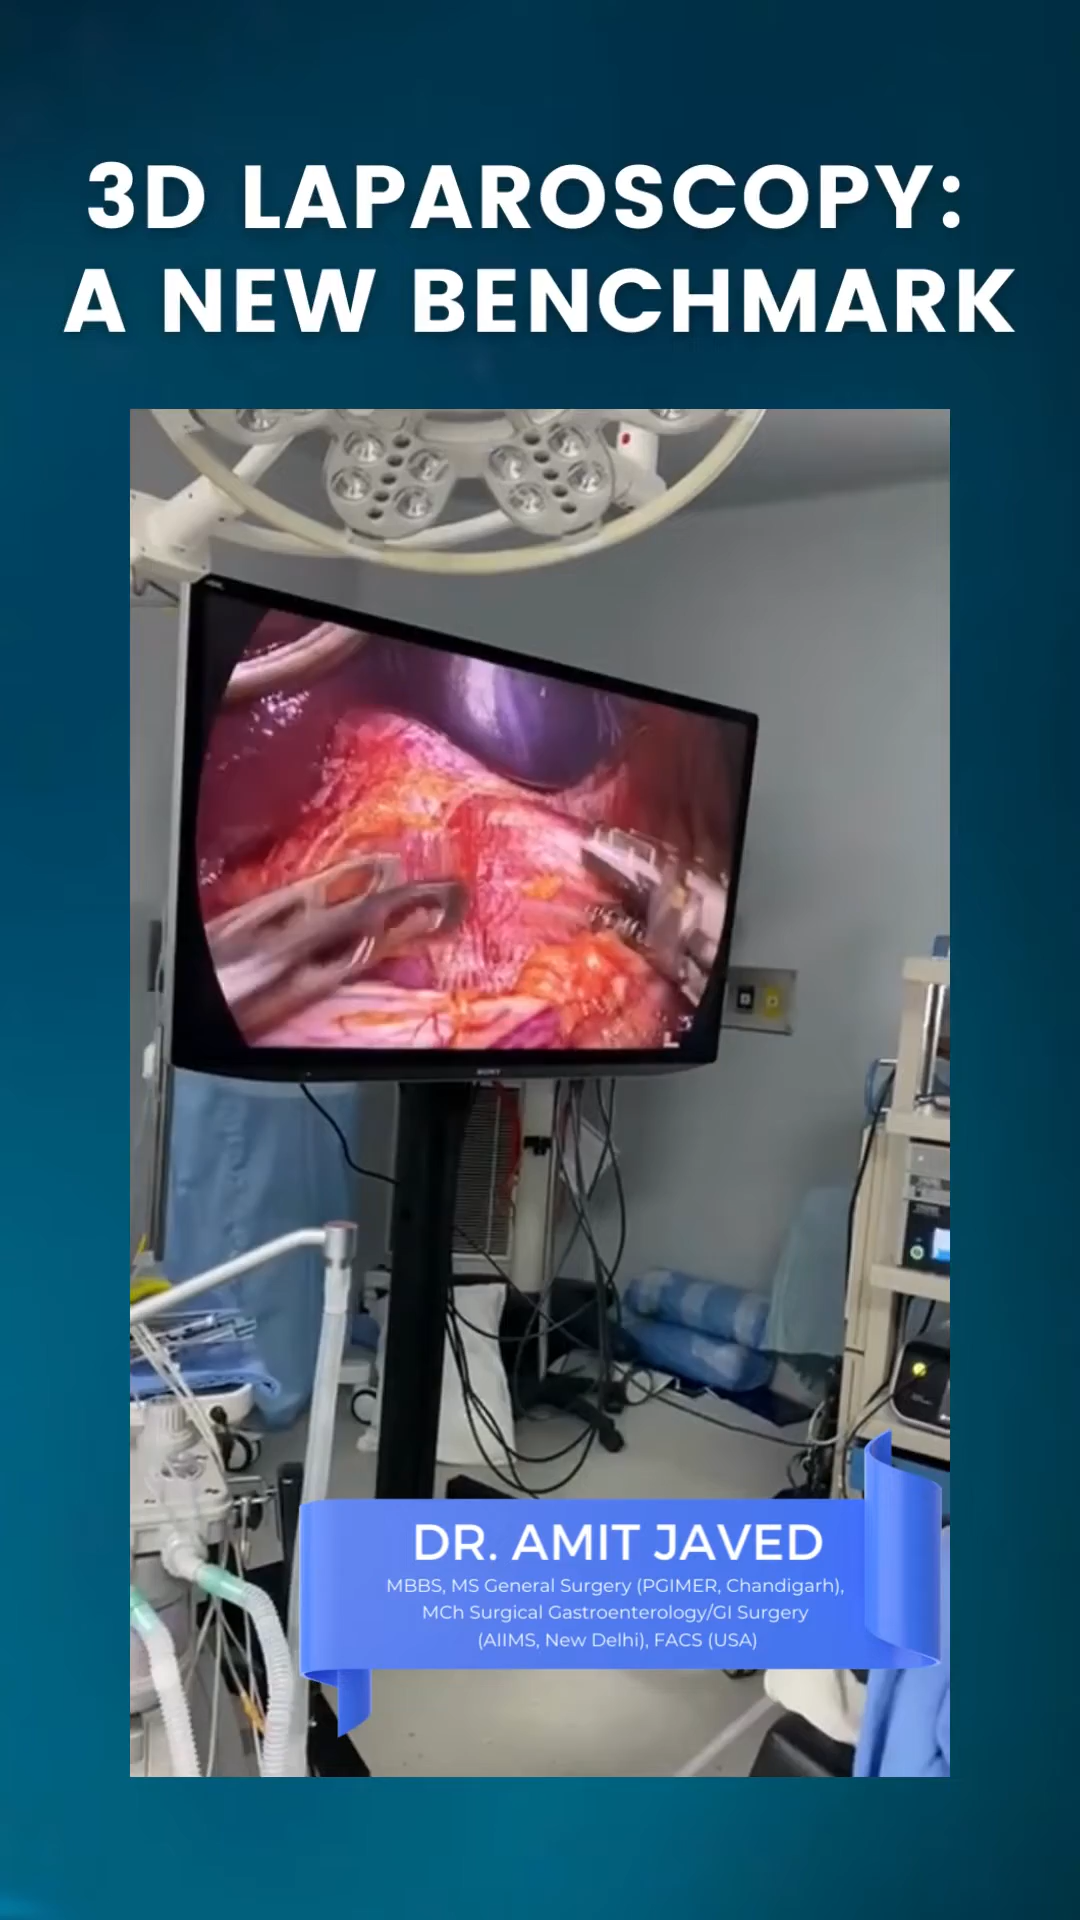 3D LAPAROSCOPY:
A NEW BENCHMARK
SONY
DR. AMIT JAVED
MBBS, MS General Surgery (PGIMER, Chandigarh),
MCh Surgical Gastroenterology/GI Surgery
(AIIMS, New Delhi), FACS (USA)